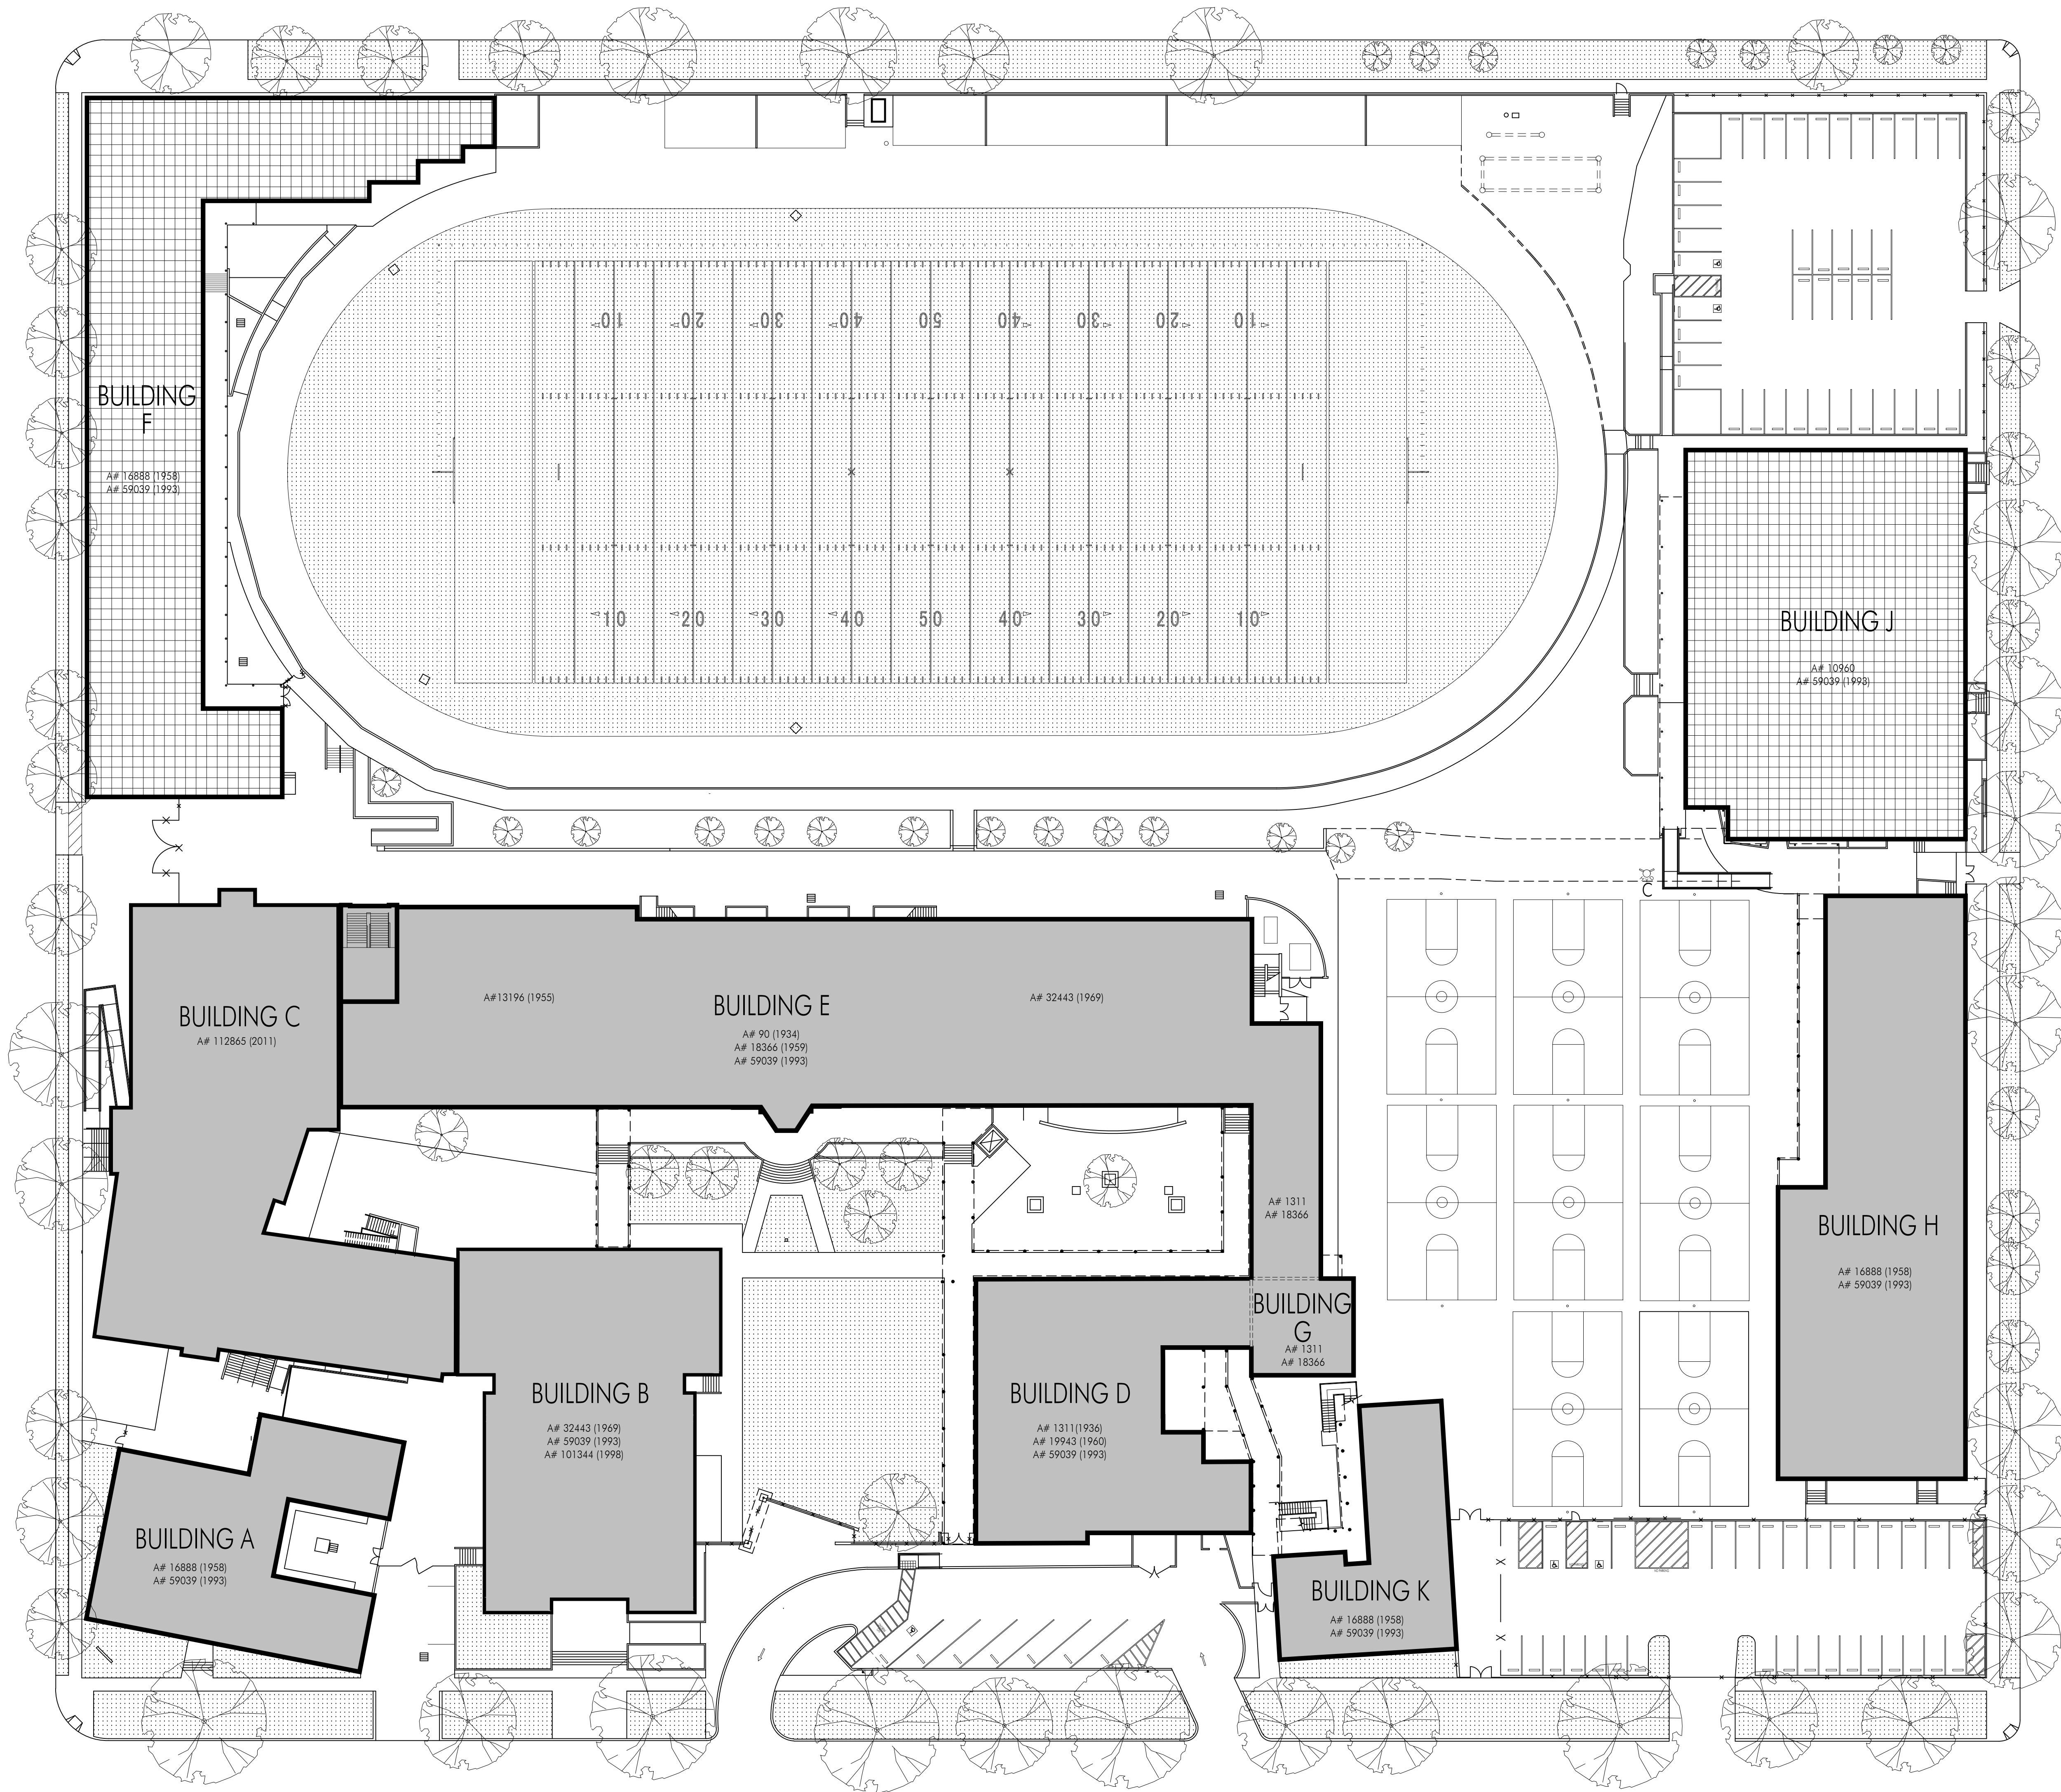 BUILDING
F
A# 16888 (1958)
A# 59039 (1993)
10 20 30 40 50 40 30 20 10
10 20 30 40 50 40 30 20 10
BUILDING J
A# 10960
A# 59039 (1993)
C
BUILDING C
A# 112865 (2011)
A#13196 (1955)
BUILDING E
A# 90 (1934)
A# 18366 (1959)
A# 59039 (1993)
A# 32443 (1969)
A# 1311
A# 18366
BUILDING H
A# 16888 (1958)
A# 59039 (1993)
BUILDING
G
A# 1311
A# 18366
BUILDING B
A# 32443 (1969)
A# 59039 (1993)
A# 101344 (1998)
BUILDING D
A# 1311(1936)
A# 19943 (1960)
A# 59039 (1993)
BUILDING A
A# 16888 (1958)
A# 59039 (1993)
BUILDING K
A# 16888 (1958)
A# 59039 (1993)